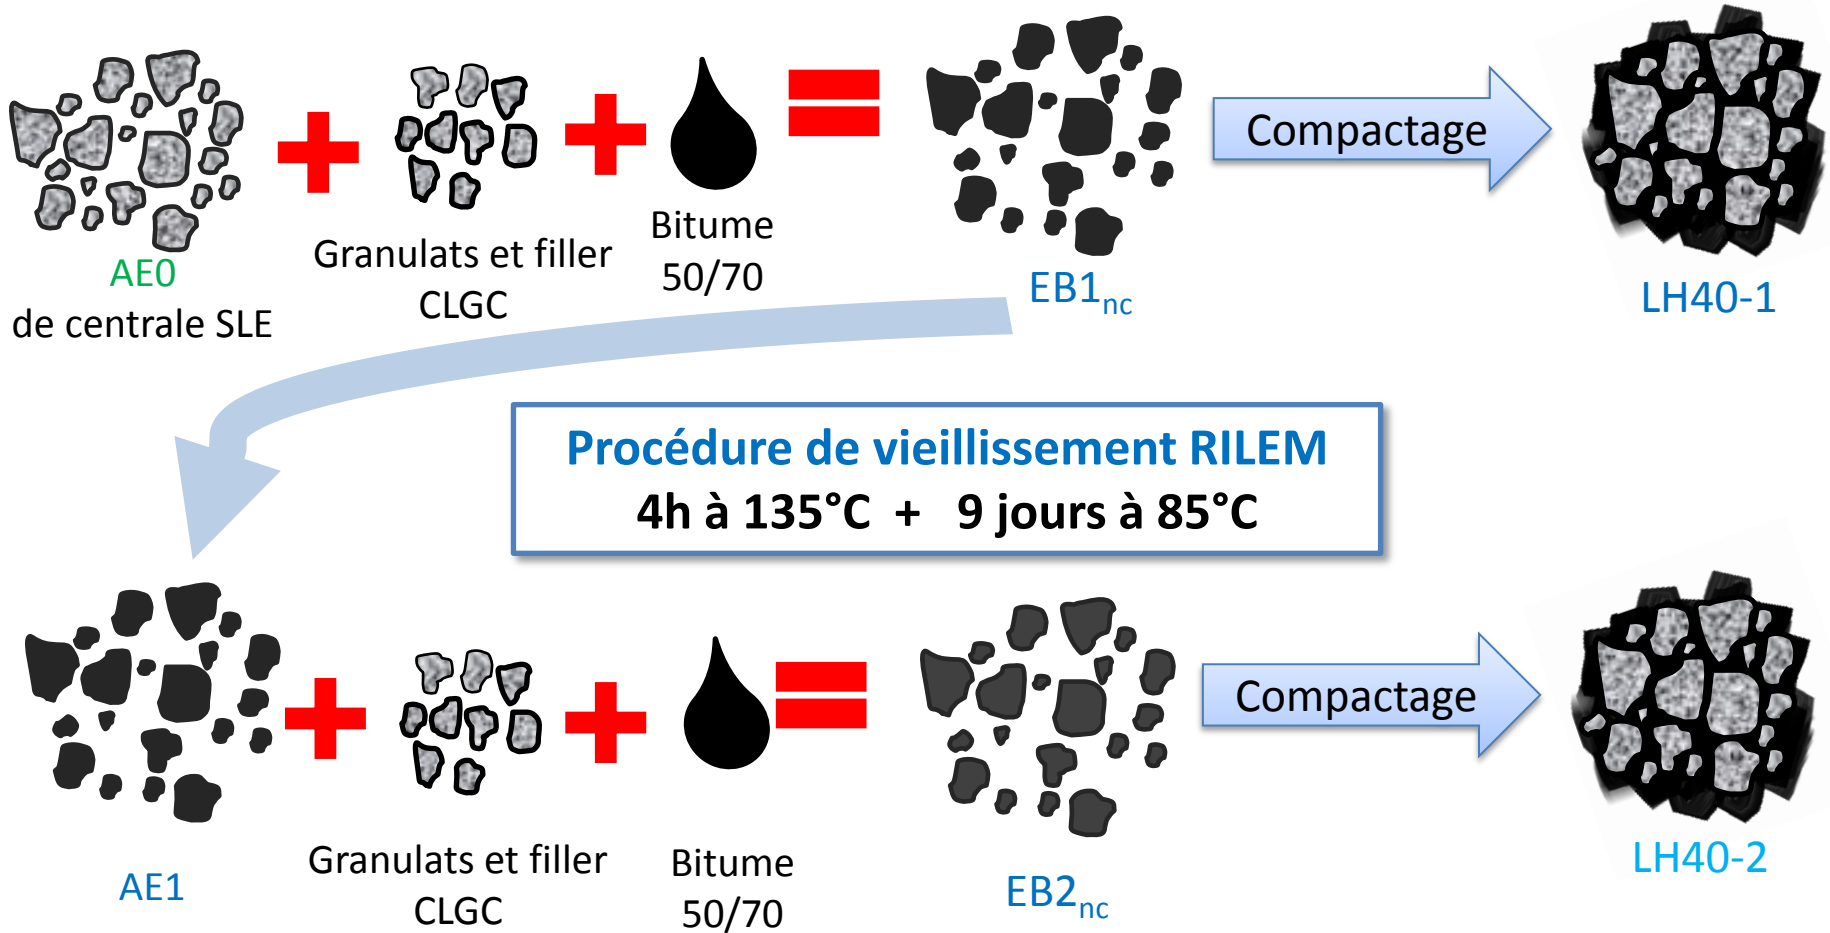 Compactage
Bitume
50/70
Granulats et filler
CLGC
AE0
de centrale SLE
EB1nc
LH40-1
Procédure de vieillissement RILEM
4h à 135°C + 9 jours à 85°C
Compactage
AE1
Granulats et filler
CLGC
Bitume
50/70
EB2nc
LH40-2